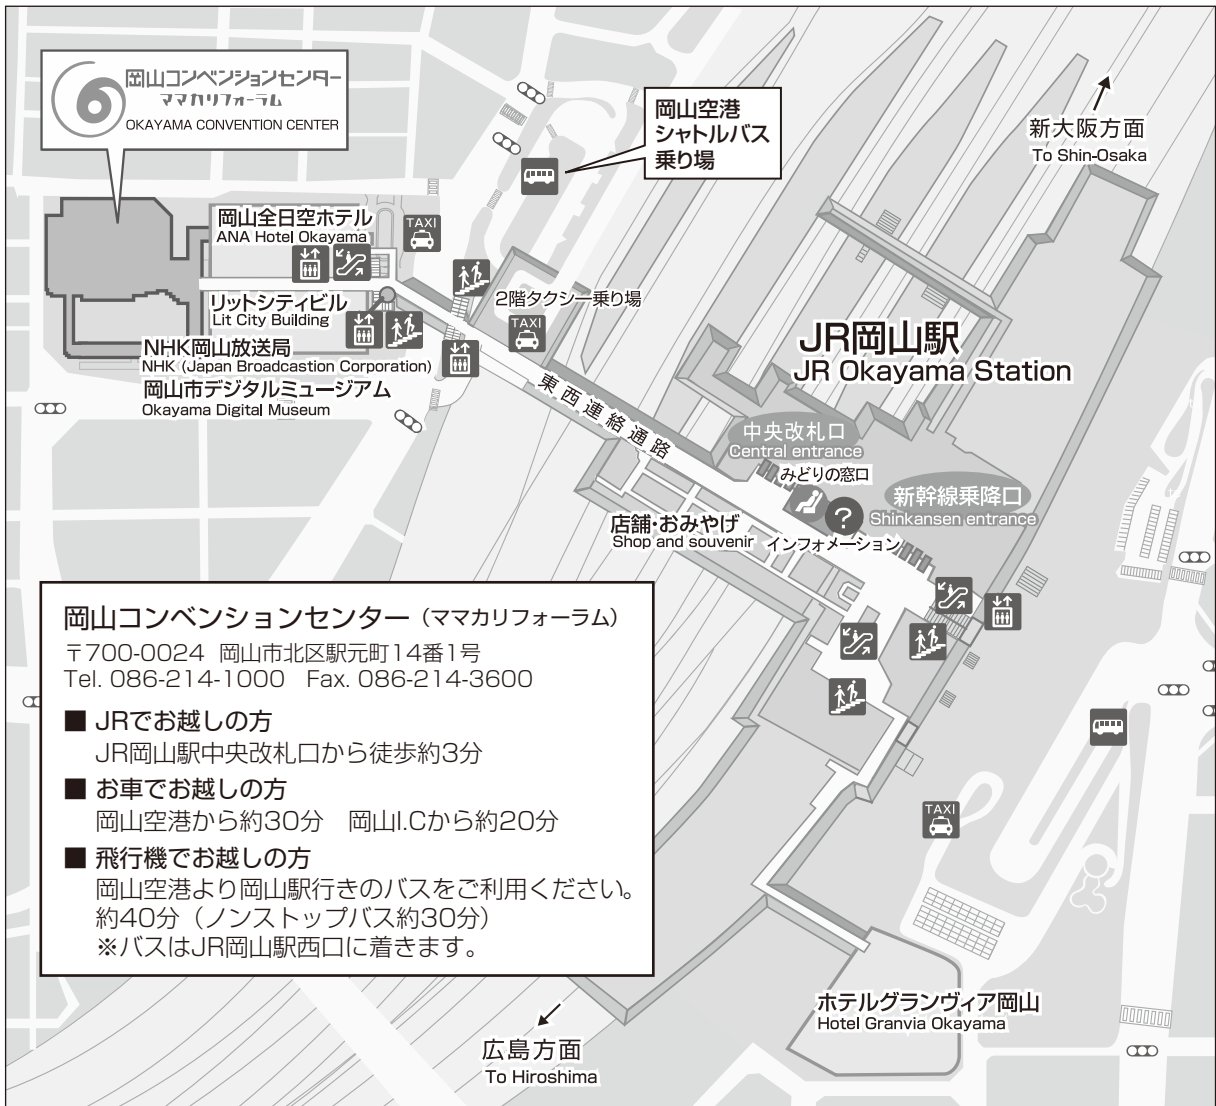 岡山コンベンションセンター
ママカリフォーラム
OKAYAMA CONVENTION CENTER
岡山空港
シャトルバス
乗り場
新大阪方面
To Shin-Osaka
岡山全日空ホテル
ANA Hotel Okayama
TAXI
リットシティビル
Lit City Building
2階タクシー乗り場
TAXI
NHK岡山放送局
NHK (Japan Broadcastion Corporation)
岡山市デジタルミュージアム
Okayama Digital Museum
JR岡山駅
JR Okayama Station
東西連絡通路
中央改札口
Central entrance
みどりの窓口
新幹線乗降口
Shinkansen entrance
?
店舗・おみやげ
Shop and souvenir
インフォメーション
岡山コンベンションセンター(ママカリフォーラム)
〒700-0024 岡山市北区駅元町14番1号
Tel. 086-214-1000 Fax. 086-214-3600
■ JRでお越しの方
JR岡山駅中央改札口から徒歩約3分
■ お車でお越しの方
岡山空港から約30分 岡山I.Cから約20分
■ 飛行機でお越しの方
岡山空港より岡山駅行きのバスをご利用ください。
約40分(ノンストップバス約30分)
※バスはJR岡山駅西口に着きます。
TAXI
ホテルグランヴィア岡山
Hotel Granvia Okayama
広島方面
To Hiroshima